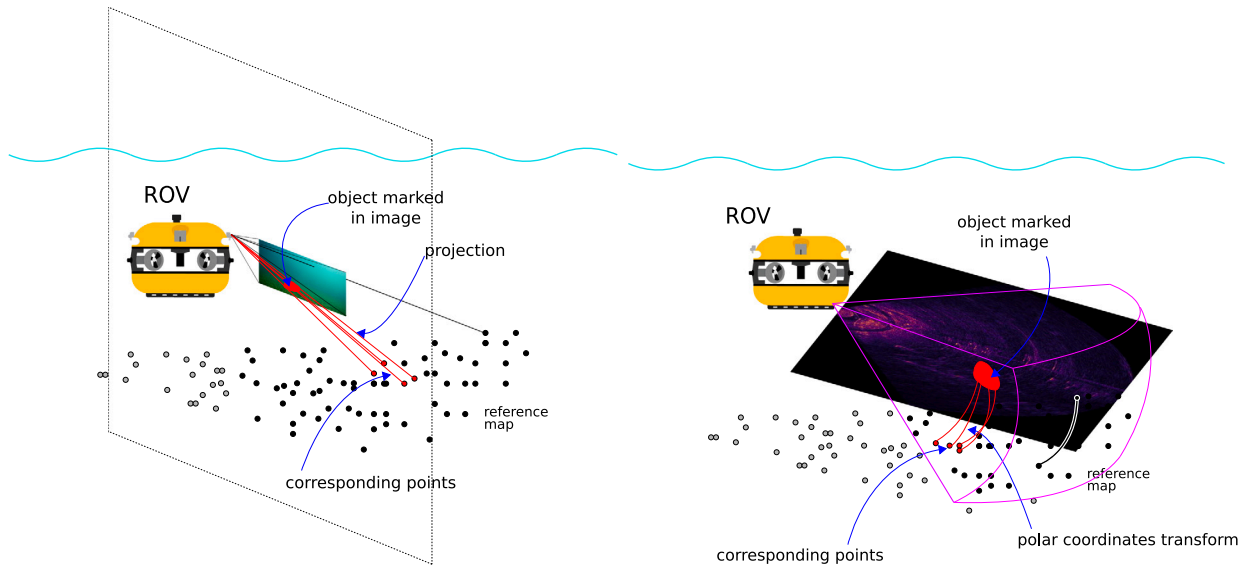 ROV
object marked
in image
projection
reference
map
corresponding points
ROV
object marked
in image
reference
map
polar coordinates transform
corresponding points